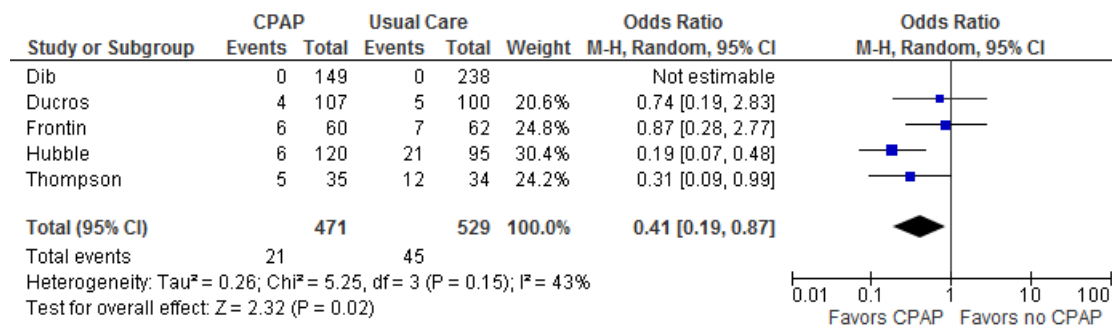 CPAP Usual Care Odds Ratio Odds Ratio
Study or Subgroup Events Total Events Total Weight M-H, Random, 95% CI M-H, Random, 95% CI
Dib 0 149 0 238 Not estimable
Ducros 4 107 5 100 20.6% 0.74 [0.19, 2.83]
Frontin 6 60 7 62 24.8% 0.87 [0.28, 2.77]
Hubble 6 120 21 95 30.4% 0.19 [0.07, 0.48]
Thompson 5 35 12 34 24.2% 0.31 [0.09, 0.99]
Total (95% CI) 471 529 100.0% 0.41 [0.19, 0.87]
Total events 21 45
Heterogeneity: Tau² = 0.26; Chi² = 5.25, df = 3 (P = 0.15); I² = 43%
Test for overall effect: Z = 2.32 (P = 0.02)
0.01 0.1 1 10 100
Favors CPAP Favors no CPAP